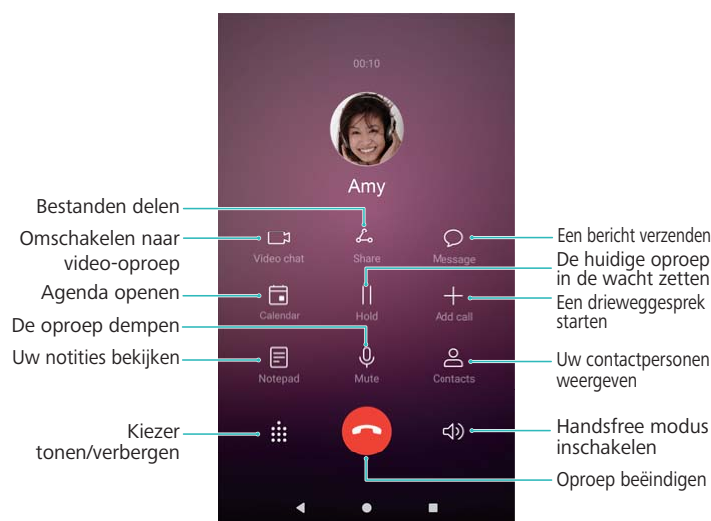 00:10
Amy
Bestanden delen
Omschakelen naar
video-oproep
Agenda openen
De oproep dempen
Uw notities bekijken
Kiezer
tonen/verbergen
Video chat
Share
Message
Calendar
Hold
Add call
Notepad
Mute
Contacts
Een bericht verzenden
De huidige oproep
in de wacht zetten
Een drieweggesprek
starten
Uw contactpersonen
weergeven
Handsfree modus
inschakelen
Oproep beëindigen